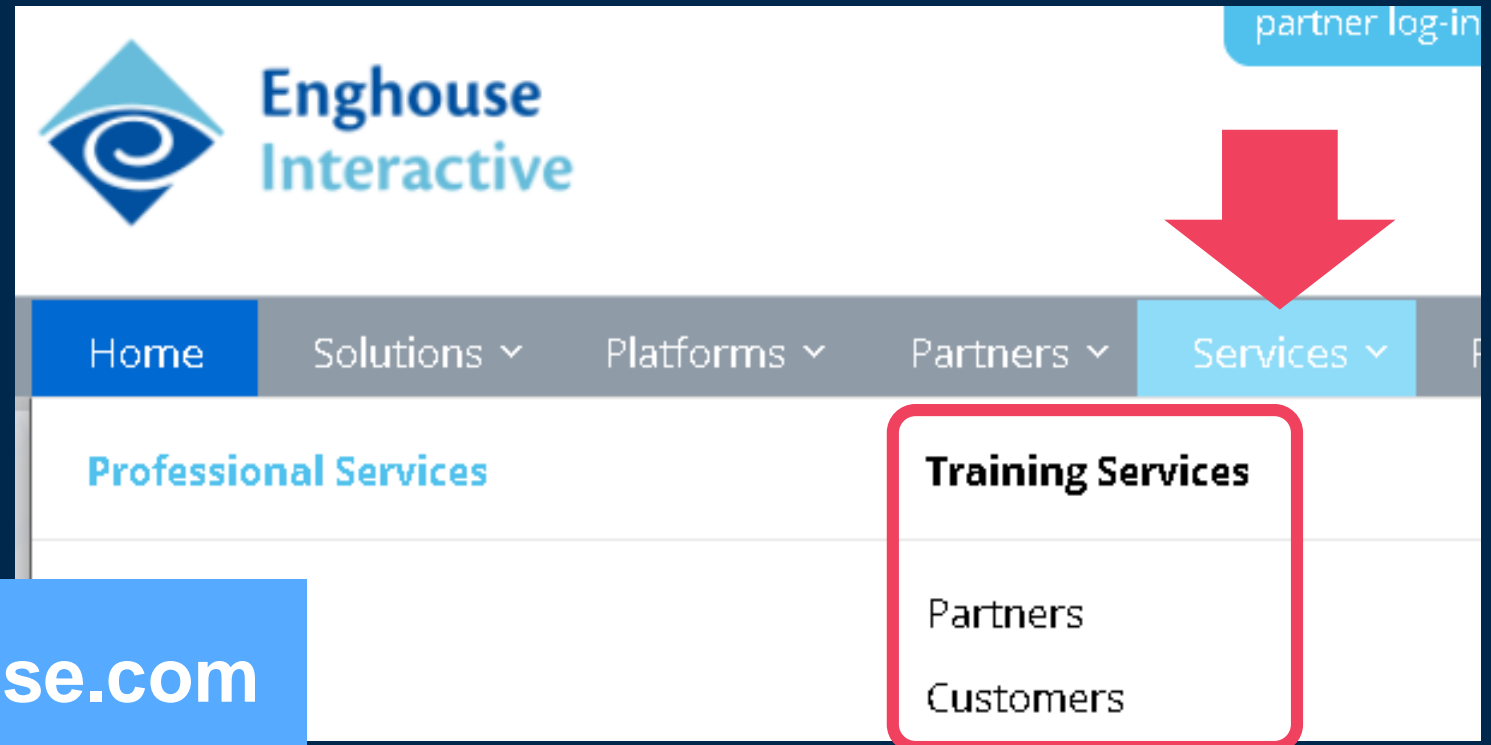 partner log-in
Enghouse
Interactive
Home Solutions Platforms Partners Services
Professional Services Training Services
Partners
se.com
Customers